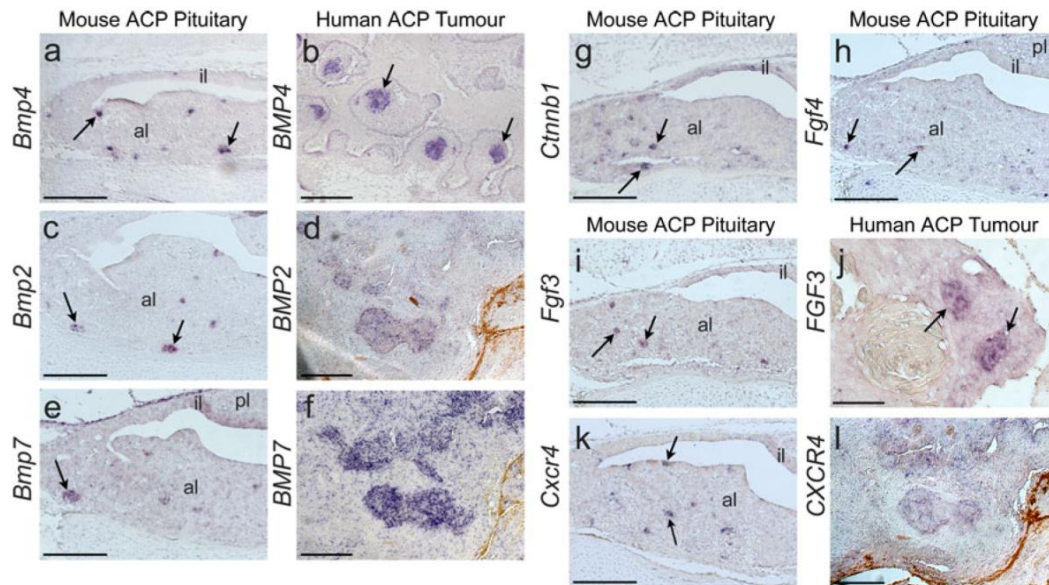 Mouse ACP Pituitary
Human ACP Tumour
Mouse ACP Pituitary
Mouse ACP Pituitary
a
Bmp4
il
al
b
BMP4
g
Ctnnb1
il
al
h
Fgf4
pl
il
al
c
Bmp2
al
d
BMP2
Mouse ACP Pituitary
Human ACP Tumour
i
Fgf3
il
al
j
FGF3
e
Bmp7
il
pl
al
f
BMP7
k
Cxcr4
il
al
l
CXCR4